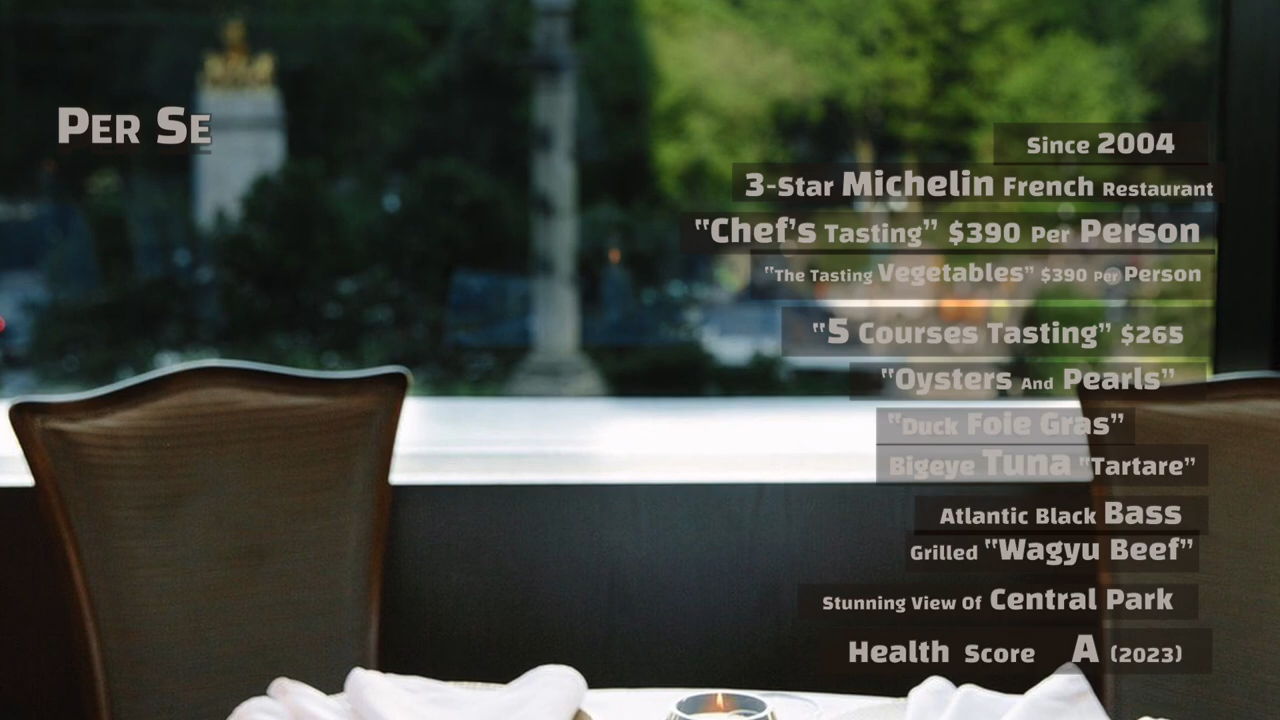 Per Se
Since 2004
3-Star Michelin French Restaurant
"Chef's Tasting" $390 Per Person
"The Tasting Vegetables" $390 Per Person
"5 Courses Tasting" $265
"Oysters And Pearls"
"Duck Foie Gras"
Bigeye Tuna "Tartare"
Atlantic Black Bass
Grilled "Wagyu Beef"
Stunning View Of Central Park
Health Score A (2023)